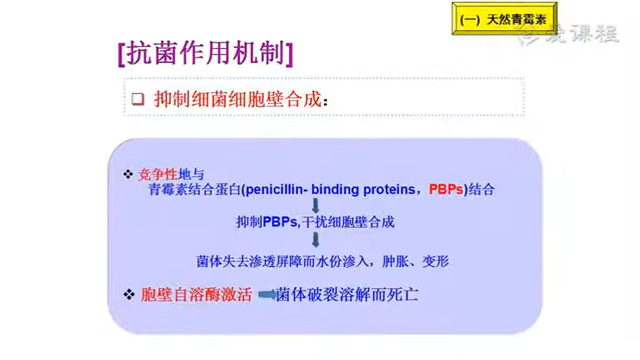 (一) 天然青霉素
爱课程
[抗菌作用机制]
❑ 抑制细菌细胞壁合成：
❖ 竞争性地与
青霉素结合蛋白(penicillin- binding proteins，PBPs)结合
抑制PBPs,干扰细胞壁合成
菌体失去渗透屏障而水份渗入，肿胀、变形
❖ 胞壁自溶酶激活 菌体破裂溶解而死亡